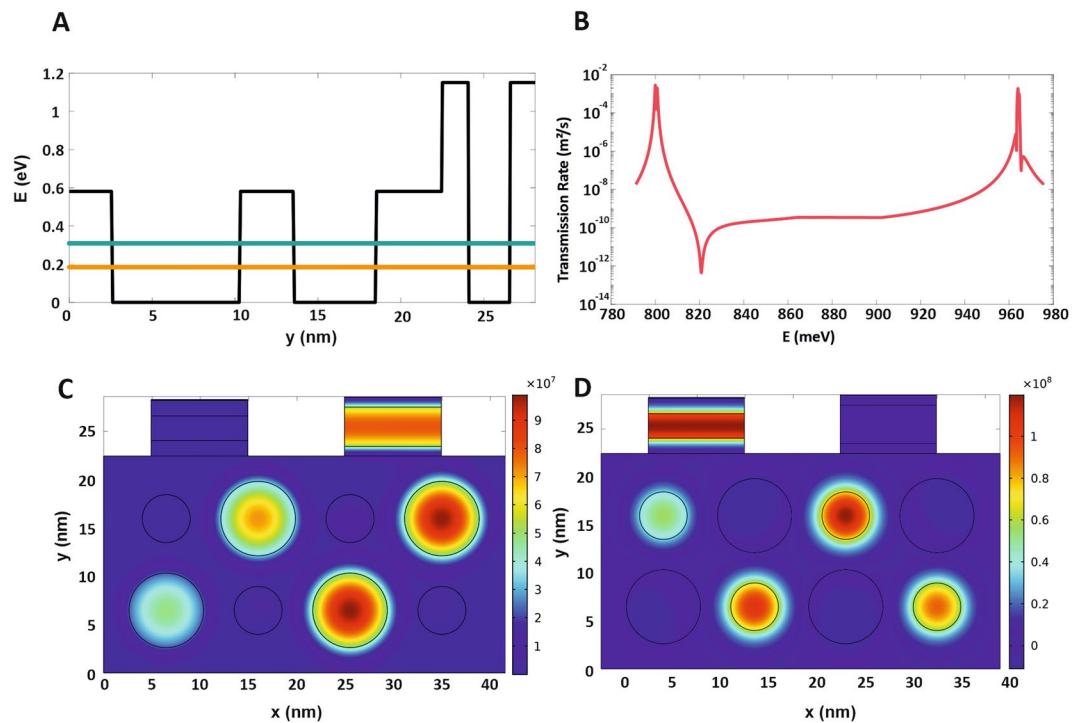 A
B
1.2
1
0.8
0.6
0.4
0.2
0
E (eV)
0 5 10 15 20 25
y (nm)
10⁻²
10⁻⁴
10⁻⁶
10⁻⁸
10⁻¹⁰
10⁻¹²
10⁻¹⁴
Transmission Rate (m²/s)
780 800 820 840 860 880 900 920 940 960 980
E (meV)
C
D
25
20
15
10
5
0
y (nm)
0 5 10 15 20 25 30 35 40
x (nm)
×10⁷
9
8
7
6
5
4
3
2
1
25
20
15
10
5
0
y (nm)
0 5 10 15 20 25 30 35 40
x (nm)
×10⁸
1
0.8
0.6
0.4
0.2
0